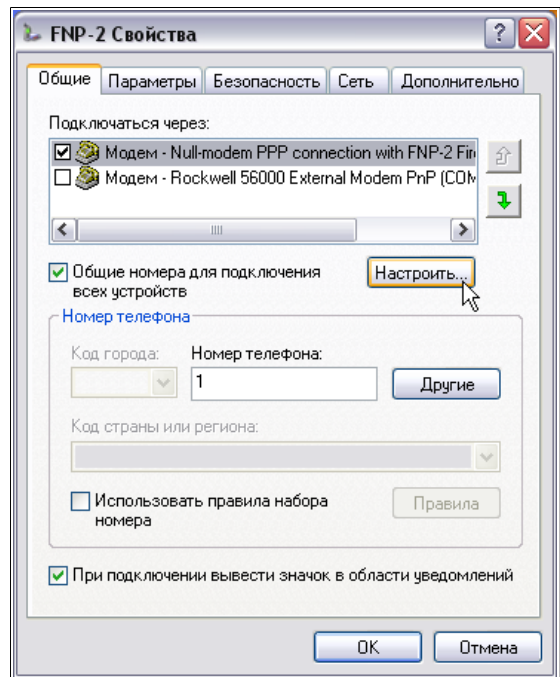 FNP-2 Свойства
Общие Параметры Безопасность Сеть Дополнительно
Подключаться через:
Модем - Null-modem PPP connection with FNP-2 Fir
Модем - Rockwell 56000 External Modem PnP (COM
Общие номера для подключения
всех устройств
Настроить...
Номер телефона
Код города: Номер телефона:
1
Другие
Код страны или региона:
Использовать правила набора
номера
Правила
При подключении вывести значок в области уведомлений
OK Отмена